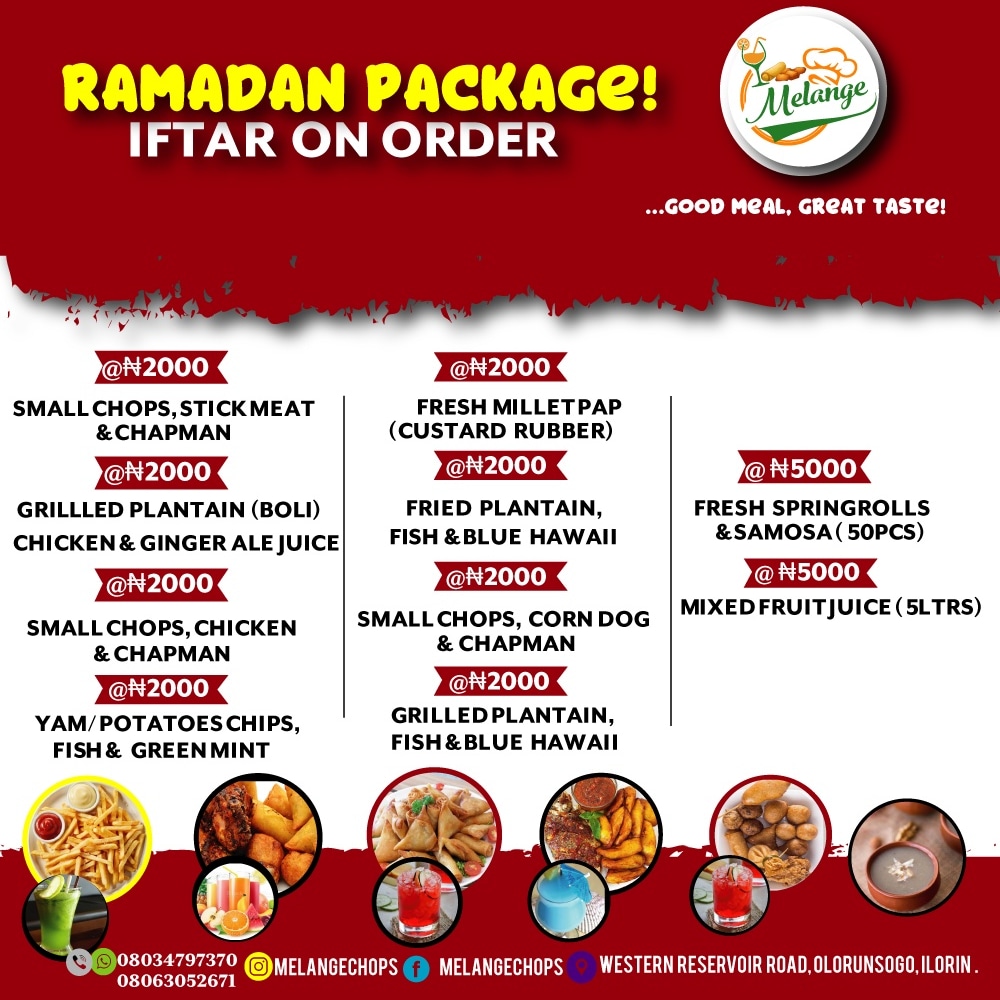 RAMADAN PACKAGE!
IFTAR ON ORDER
Melange
...GOOD MEAL, GREAT TASTE!
@₦2000
SMALL CHOPS, STICK MEAT
& CHAPMAN
@₦2000
GRILLLED PLANTAIN (BOLI)
CHICKEN & GINGER ALE JUICE
@₦2000
SMALL CHOPS, CHICKEN
& CHAPMAN
@₦2000
YAM/ POTATOES CHIPS,
FISH & GREEN MINT
@₦2000
FRESH MILLET PAP
(CUSTARD RUBBER)
@₦2000
FRIED PLANTAIN,
FISH & BLUE HAWAII
@₦2000
SMALL CHOPS, CORN DOG
& CHAPMAN
@₦2000
GRILLED PLANTAIN,
FISH & BLUE HAWAII
@ ₦5000
FRESH SPRINGROLLS
& SAMOSA ( 50PCS)
@ ₦5000
MIXED FRUIT JUICE ( 5LTRS)
08034797370
08063052671
MELANGECHOPS
MELANGECHOPS
WESTERN RESERVOIR ROAD, OLORUNSOGO, ILORIN .